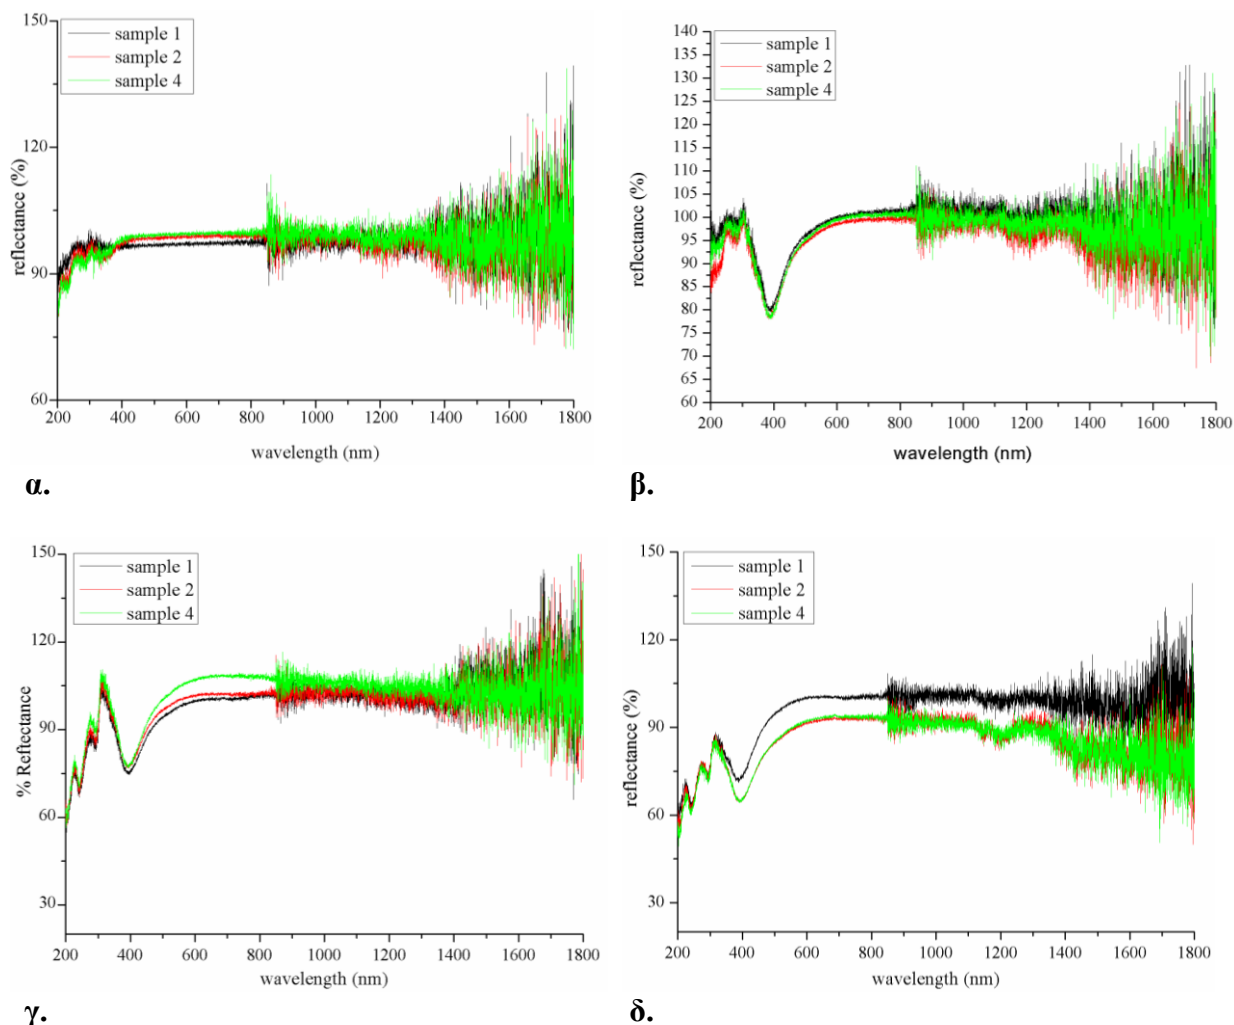 150
120
90
60
reflectance (%)
sample 1
sample 2
sample 4
200 400 600 800 1000 1200 1400 1600 1800
wavelength (nm)
α.
140
135
130
125
120
115
110
105
100
95
90
85
80
75
70
65
60
reflectance (%)
sample 1
sample 2
sample 4
200 400 600 800 1000 1200 1400 1600 1800
wavelength (nm)
β.
150
120
90
60
30
% Reflectance
sample 1
sample 2
sample 4
200 400 600 800 1000 1200 1400 1600 1800
wavelength (nm)
γ.
150
120
90
60
30
reflectance (%)
sample 1
sample 2
sample 4
200 400 600 800 1000 1200 1400 1600 1800
wavelength (nm)
δ.